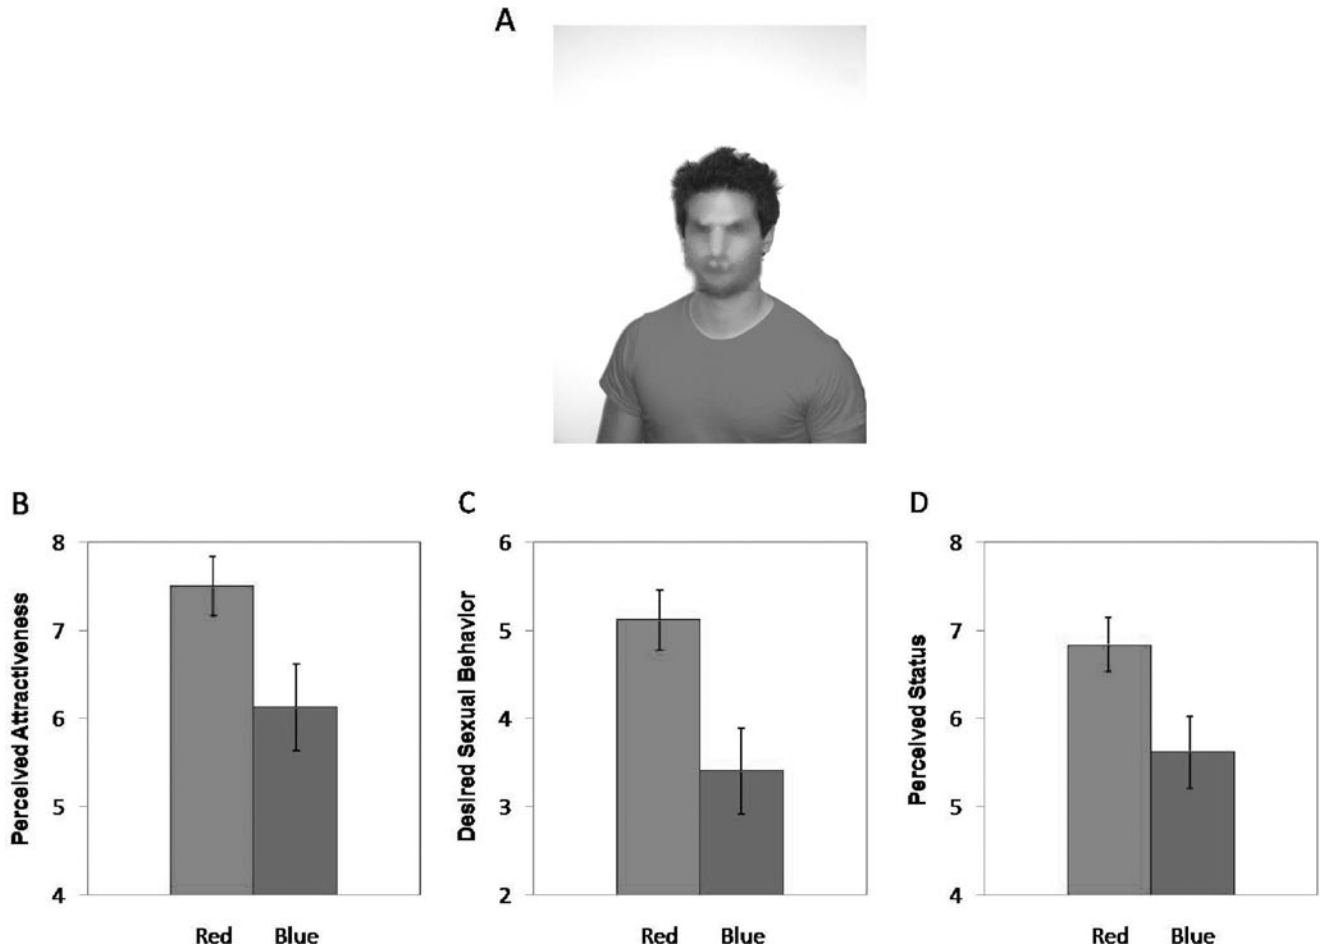 A
B
8
7
6
5
4
Perceived Attractiveness
Red Blue
C
6
5
4
3
2
Desired Sexual Behavior
Red Blue
D
8
7
6
5
4
Perceived Status
Red Blue